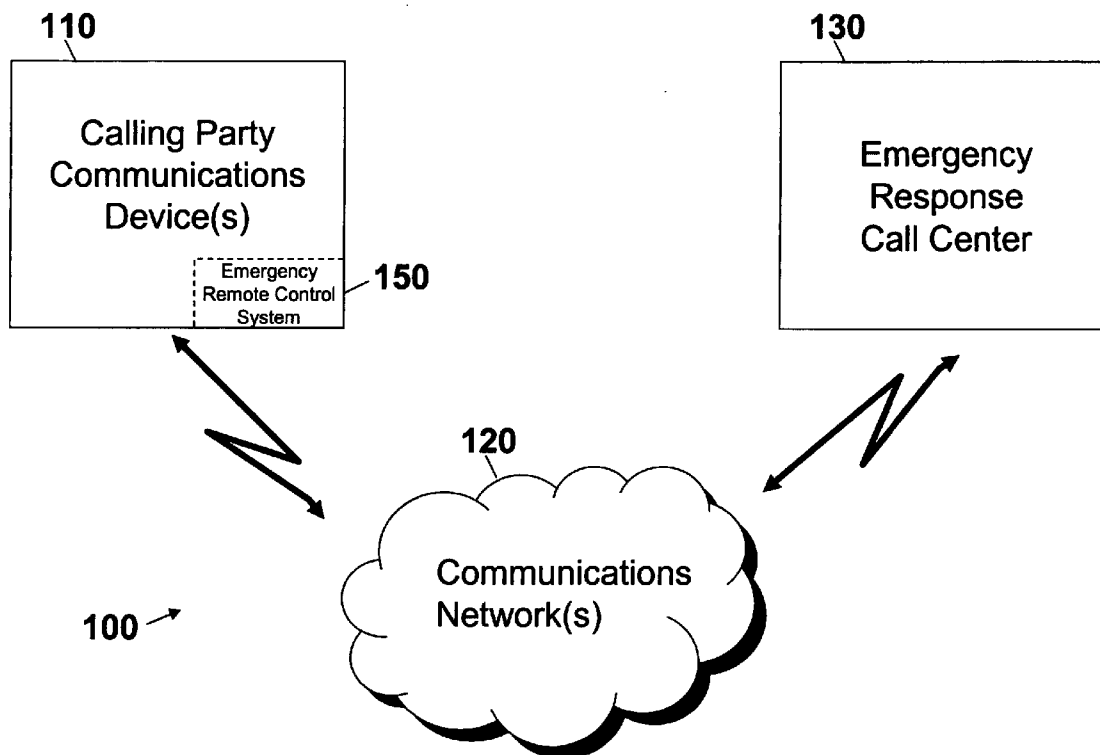 110
130
Calling Party
Communications
Device(s)
Emergency
Remote Control
System
150
Emergency
Response
Call Center
120
Communications
Network(s)
100